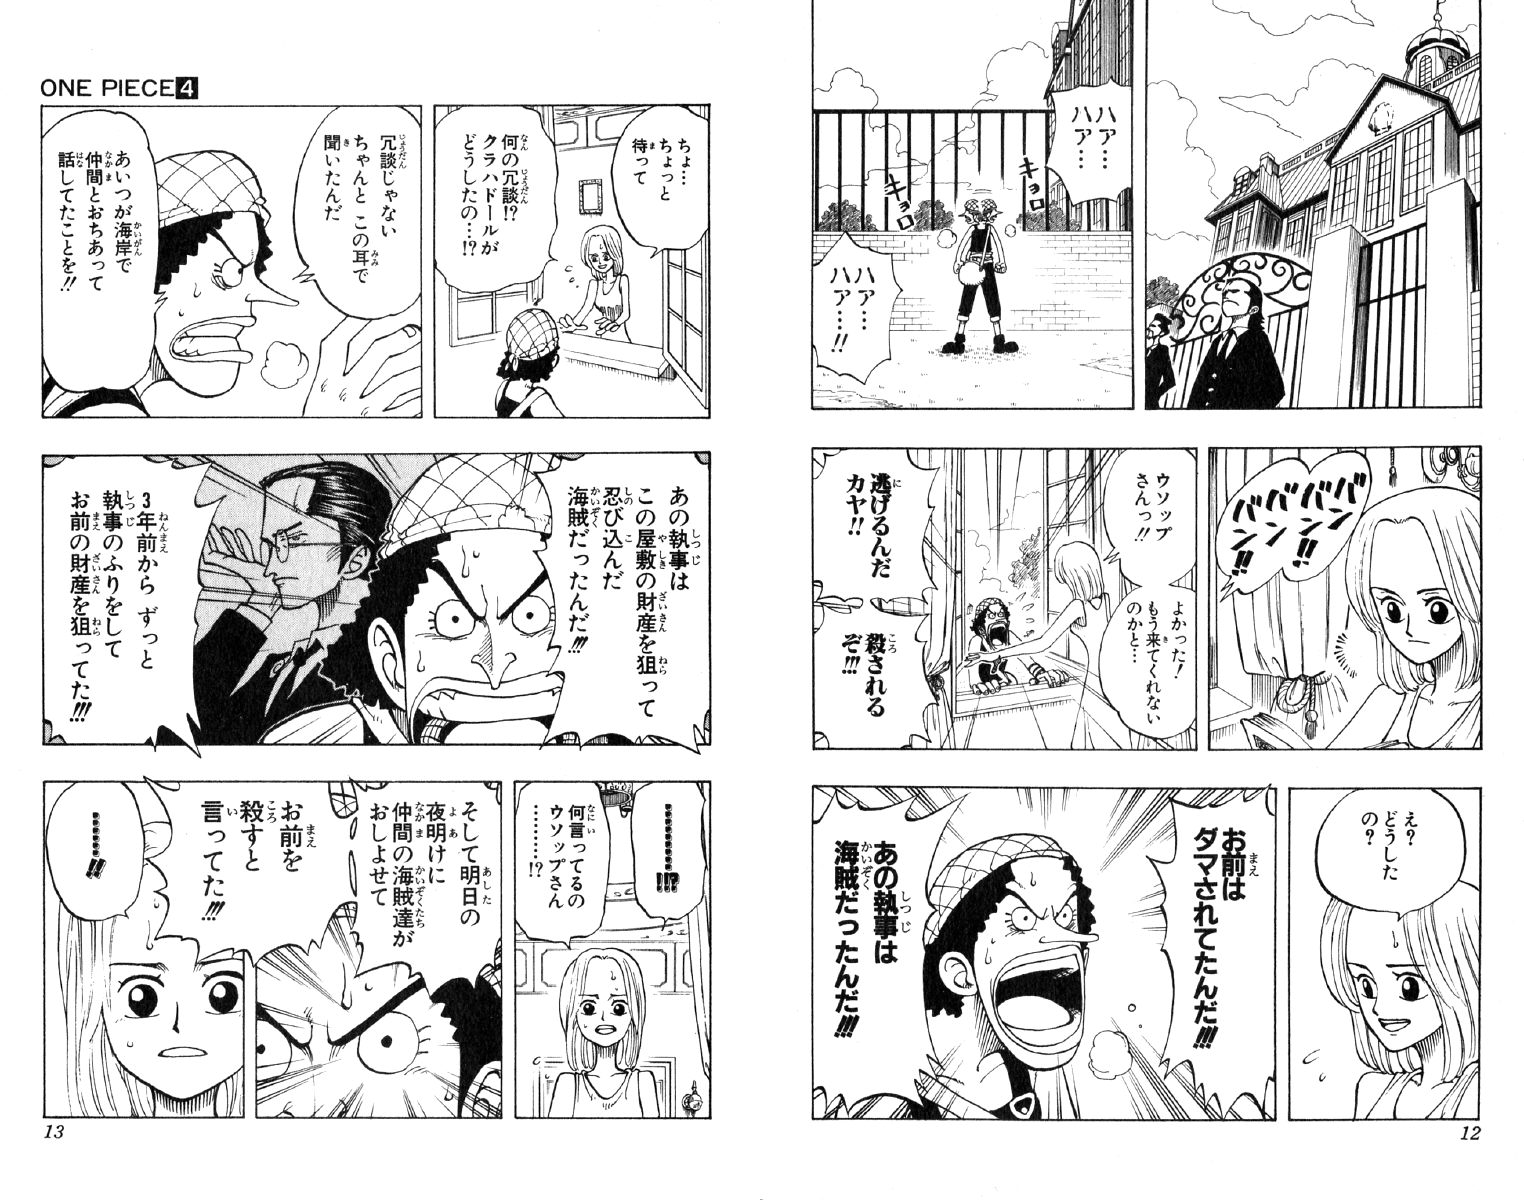 ハァ…
ハァ…
キョロ
キョロ
ハァ…
ハァ…!!
バンバン!!
バンバン!!
ウソップ
さんっ!!
よかった!
もう来てくれない
のかと…
逃げるんだ
カヤ!!
殺される
ぞ!!!
え?
どうした
の?
お前は
ダマされてたんだ!!!
あの執事は
海賊だったんだ!!!
12
ONE PIECE 4
ちょ…
ちょっと
待って
何の冗談!?
クラハドールが
どうしたの…!?
冗談じゃない
ちゃんと この耳で
聞いたんだ
あいつが海岸で
仲間とおちあって
話してたことを!!
あの執事は
この屋敷の財産を狙って
忍び込んだ
海賊だったんだ!!!
3年前から ずっと
執事のふりをして
お前の財産を狙ってた!!!
………!!?
何言ってるの
ウソップさん
………!?
そして明日の
夜明けに
仲間の海賊達が
おしよせて
お前を
殺すと
言ってた!!!
………!!
13